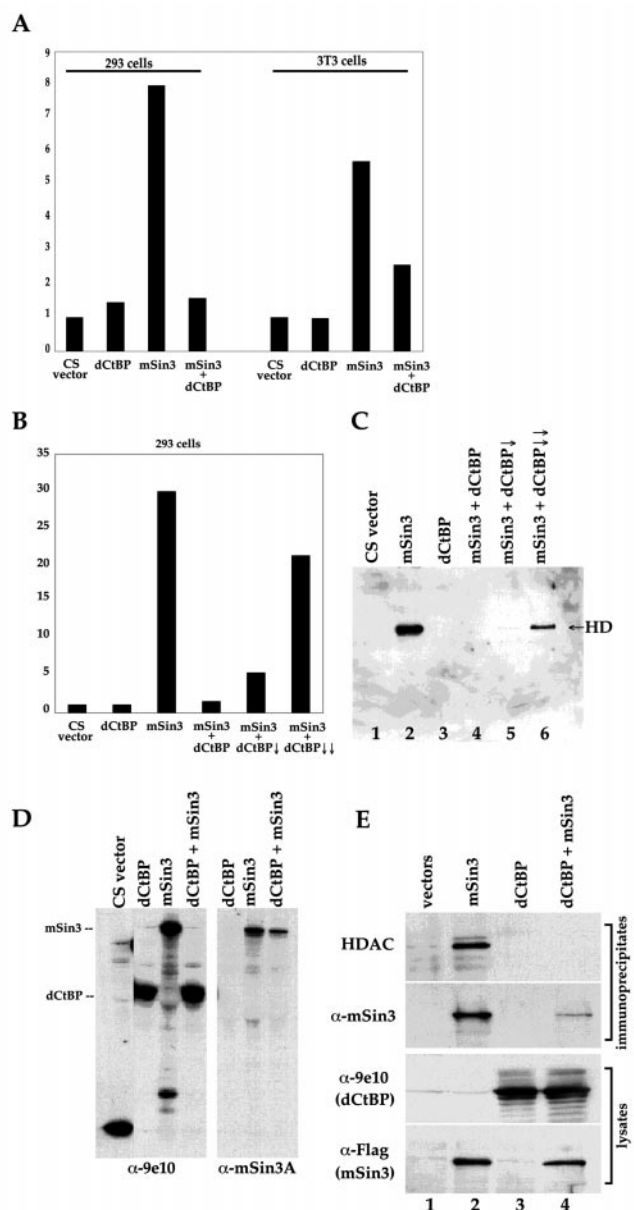 A
9
8
7
6
5
4
3
2
1
0
293 cells
3T3 cells
CS vector
dCtBP
mSin3
mSin3 + dCtBP
CS vector
dCtBP
mSin3
mSin3 + dCtBP
B
293 cells
35
30
25
20
15
10
5
0
CS vector
dCtBP
mSin3
mSin3 + dCtBP
mSin3 + dCtBP↓
mSin3 + dCtBP↓↓
C
CS vector
mSin3
dCtBP
mSin3 + dCtBP
mSin3 + dCtBP↓
mSin3 + dCtBP↓↓
←HD
1 2 3 4 5 6
D
CS vector
dCtBP
mSin3
dCtBP + mSin3
dCtBP
mSin3
dCtBP + mSin3
mSin3 --
dCtBP --
α-9e10
α-mSin3A
E
vectors
mSin3
dCtBP
dCtBP + mSin3
HDAC
α-mSin3
immunoprecipitates
α-9e10
(dCtBP)
α-Flag
(mSin3)
lysates
1 2 3 4